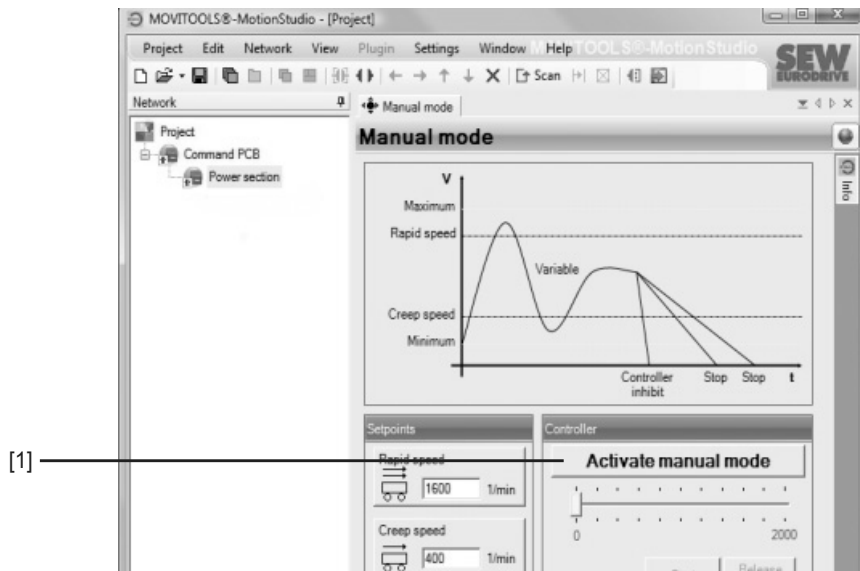 MOVITOOLS®-MotionStudio - [Project]
Project Edit Network View Plugin Settings Window Help
SEW
EURODRIVE
Scan
Network
Manual mode
Project
Command PCB
Power section
Manual mode
Info
V
Maximum
Rapid speed
Variable
Creep speed
Minimum
Controller inhibit
Stop
Stop
t
Setpoints
Controller
[1]
Rapid speed
Activate manual mode
1600 1/min
Creep speed
0 2000
400 1/min
Release